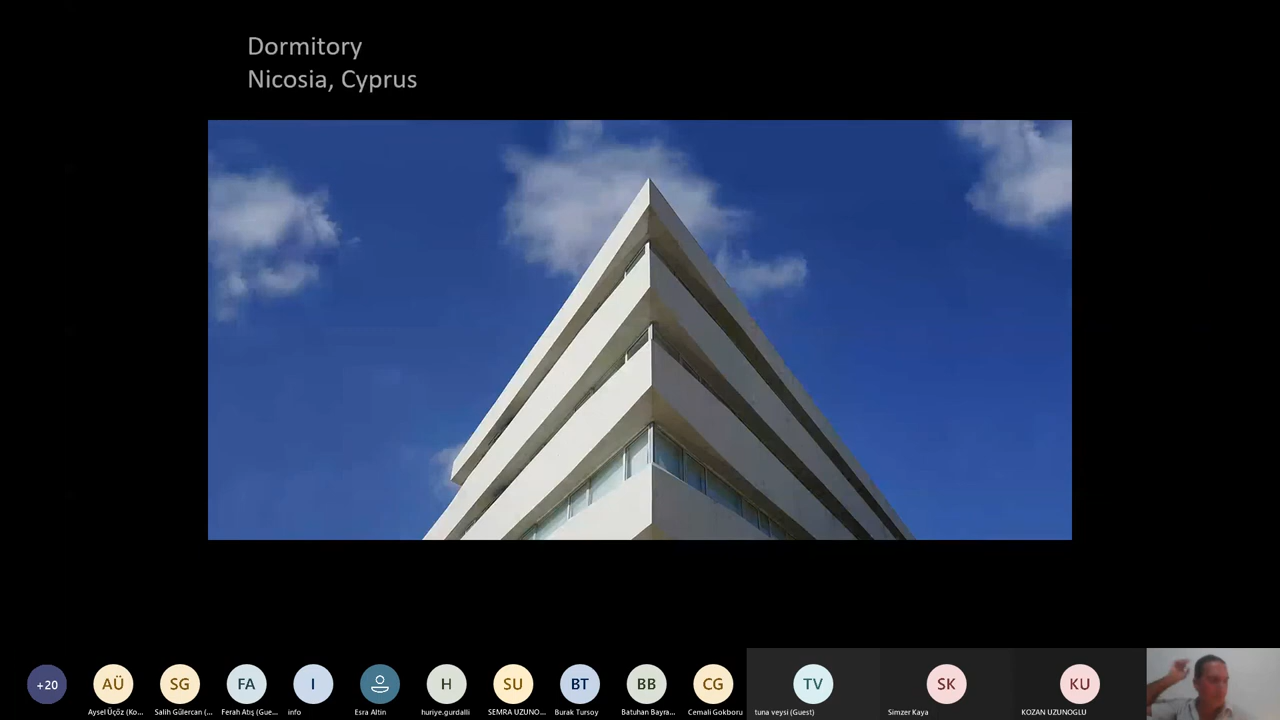 Dormitory
Nicosia, Cyprus
+20
AÜ
SG
FA
I
H
SU
BT
BB
CG
TV
SK
KU
Aysel Üçöz (Ko...
Salih Gülercan (...
Ferah Atış (Gue...
info
Esra Altin
huriye.gurdalli
SEMRA UZUNO...
Burak Tursoy
Batuhan Bayra...
Cemali Gokboru
tuna veysi (Guest)
Simzer Kaya
KOZAN UZUNOGLU